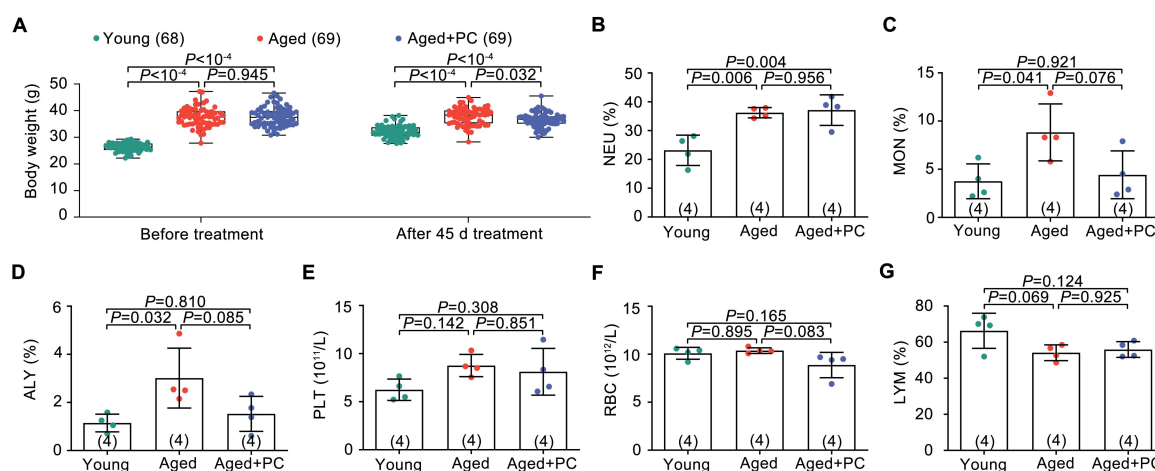 A
Young (68)
Aged (69)
Aged+PC (69)
P<10⁻⁴
P<10⁻⁴
P=0.945
P<10⁻⁴
P<10⁻⁴
P=0.032
Body weight (g)
50
40
30
20
10
0
Before treatment
After 45 d treatment
B
P=0.004
P=0.006
P=0.956
NEU (%)
50
40
30
20
10
0
(4)
(4)
(4)
Young
Aged
Aged+PC
C
P=0.921
P=0.041
P=0.076
MON (%)
15
10
5
0
(4)
(4)
(4)
Young
Aged
Aged+PC
D
P=0.810
P=0.032
P=0.085
ALY (%)
6
4
2
0
(4)
(4)
(4)
Young
Aged
Aged+PC
E
P=0.308
P=0.142
P=0.851
PLT (10¹¹/L)
15
10
5
0
(4)
(4)
(4)
Young
Aged
Aged+PC
F
P=0.165
P=0.895
P=0.083
RBC (10¹²/L)
15
10
5
0
(4)
(4)
(4)
Young
Aged
Aged+PC
G
P=0.124
P=0.069
P=0.925
LYM (%)
80
60
40
20
0
(4)
(4)
(4)
Young
Aged
Aged+PC